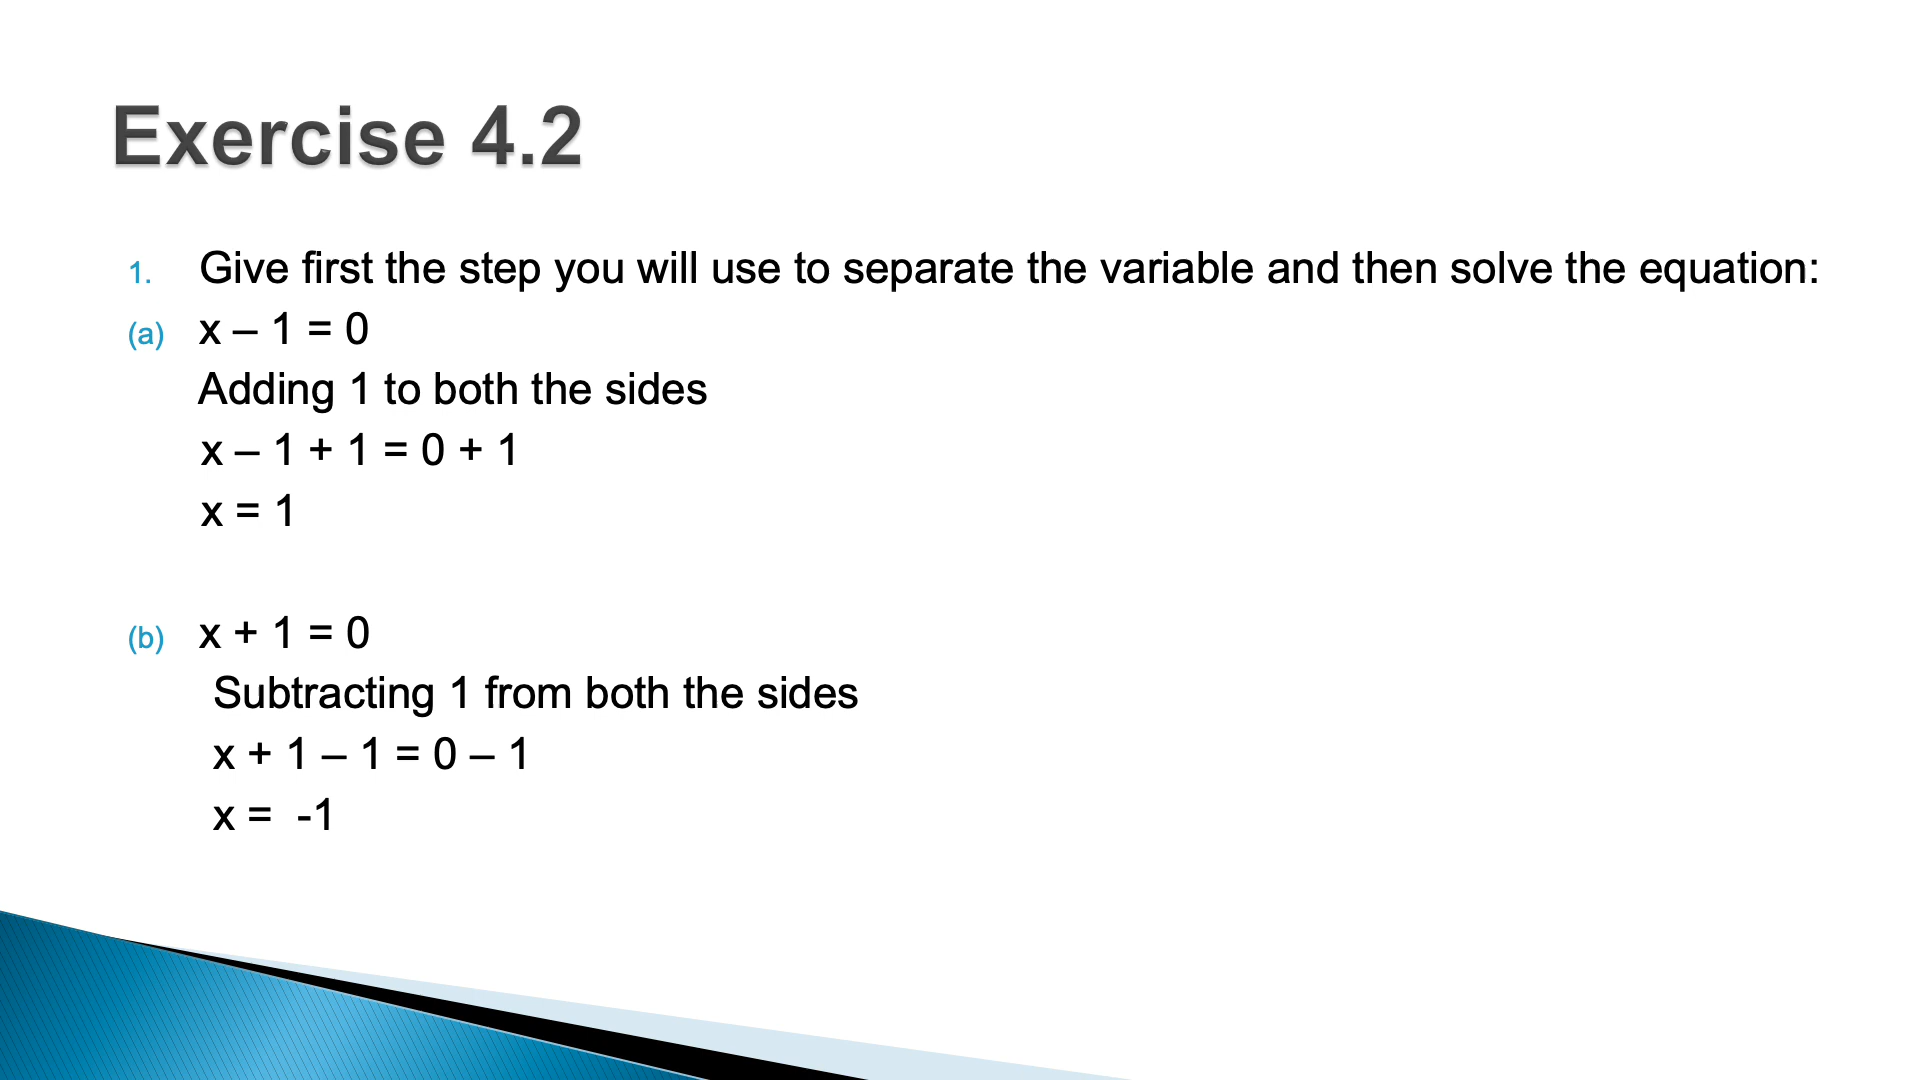 Exercise 4.2
1. Give first the step you will use to separate the variable and then solve the equation:
(a) x – 1 = 0
Adding 1 to both the sides
x – 1 + 1 = 0 + 1
x = 1
(b) x + 1 = 0
Subtracting 1 from both the sides
x + 1 – 1 = 0 – 1
x =  -1